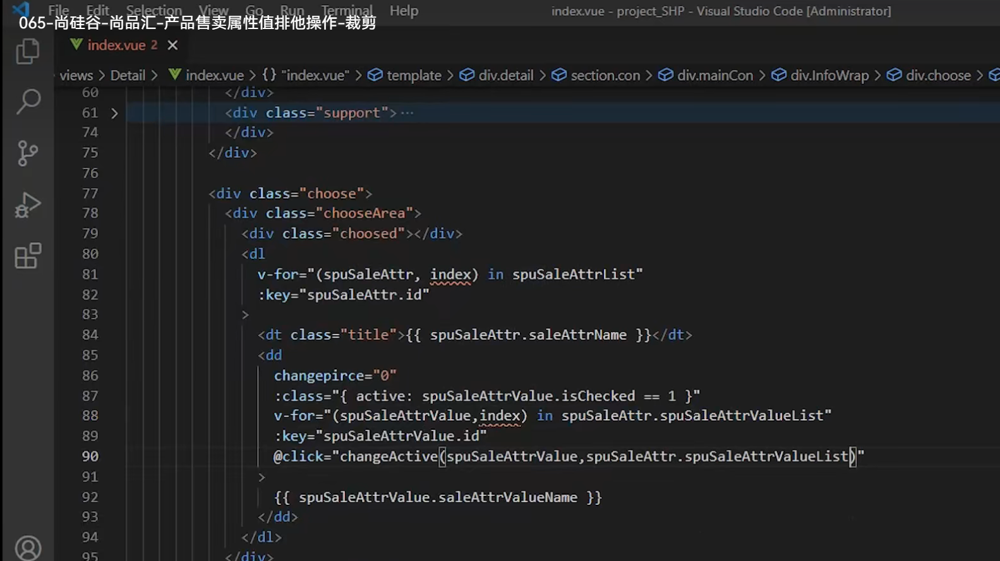 File Edit Selection View Go Run Terminal Help index.vue - project_SHP - Visual Studio Code [Administrator]
065-尚硅谷-尚品汇-产品售卖属性值排他操作-裁剪
index.vue 2 ×
views > Detail > index.vue > {} "index.vue" > template > div.detail > section.con > div.mainCon > div.InfoWrap > div.choose >
60 </div>
61 > <div class="support">···
74 </div>
75 </div>
76
77 <div class="choose">
78 <div class="chooseArea">
79 <div class="choosed"></div>
80 <dl
81 v-for="(spuSaleAttr, index) in spuSaleAttrList"
82 :key="spuSaleAttr.id"
83 >
84 <dt class="title">{{ spuSaleAttr.saleAttrName }}</dt>
85 <dd
86 changepirce="0"
87 :class="{ active: spuSaleAttrValue.isChecked == 1 }"
88 v-for="(spuSaleAttrValue,index) in spuSaleAttr.spuSaleAttrValueList"
89 :key="spuSaleAttrValue.id"
90 @click="changeActive(spuSaleAttrValue,spuSaleAttr.spuSaleAttrValueList)"
91 >
92 {{ spuSaleAttrValue.saleAttrValueName }}
93 </dd>
94 </dl>
95 </div>